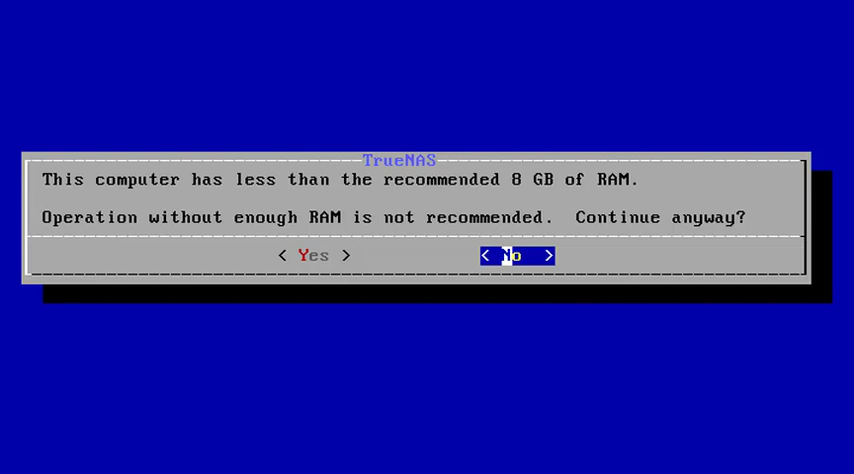 TrueNAS
This computer has less than the recommended 8 GB of RAM.
Operation without enough RAM is not recommended.  Continue anyway?
< Yes > < No >